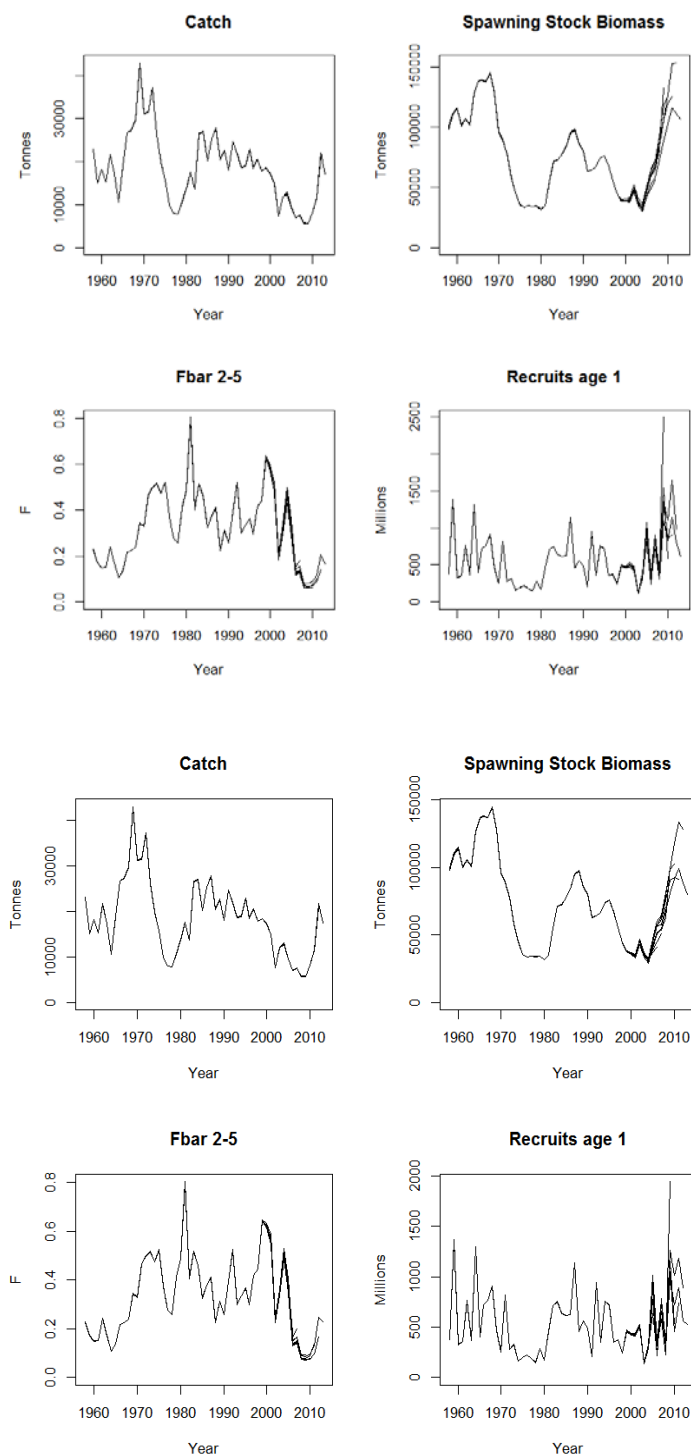 Catch
Spawning Stock Biomass
Tonnes
0 10000 30000
1960 1970 1980 1990 2000 2010
Year
Tonnes
0 50000 100000 150000
1960 1970 1980 1990 2000 2010
Year
Fbar 2-5
Recruits age 1
F
0.0 0.2 0.4 0.6 0.8
1960 1970 1980 1990 2000 2010
Year
Millions
0 500 1500 2500
1960 1970 1980 1990 2000 2010
Year
Catch
Spawning Stock Biomass
Tonnes
0 10000 30000
1960 1970 1980 1990 2000 2010
Year
Tonnes
0 50000 100000 150000
1960 1970 1980 1990 2000 2010
Year
Fbar 2-5
Recruits age 1
F
0.0 0.2 0.4 0.6 0.8
1960 1970 1980 1990 2000 2010
Year
Millions
0 500 1000 1500 2000
1960 1970 1980 1990 2000 2010
Year